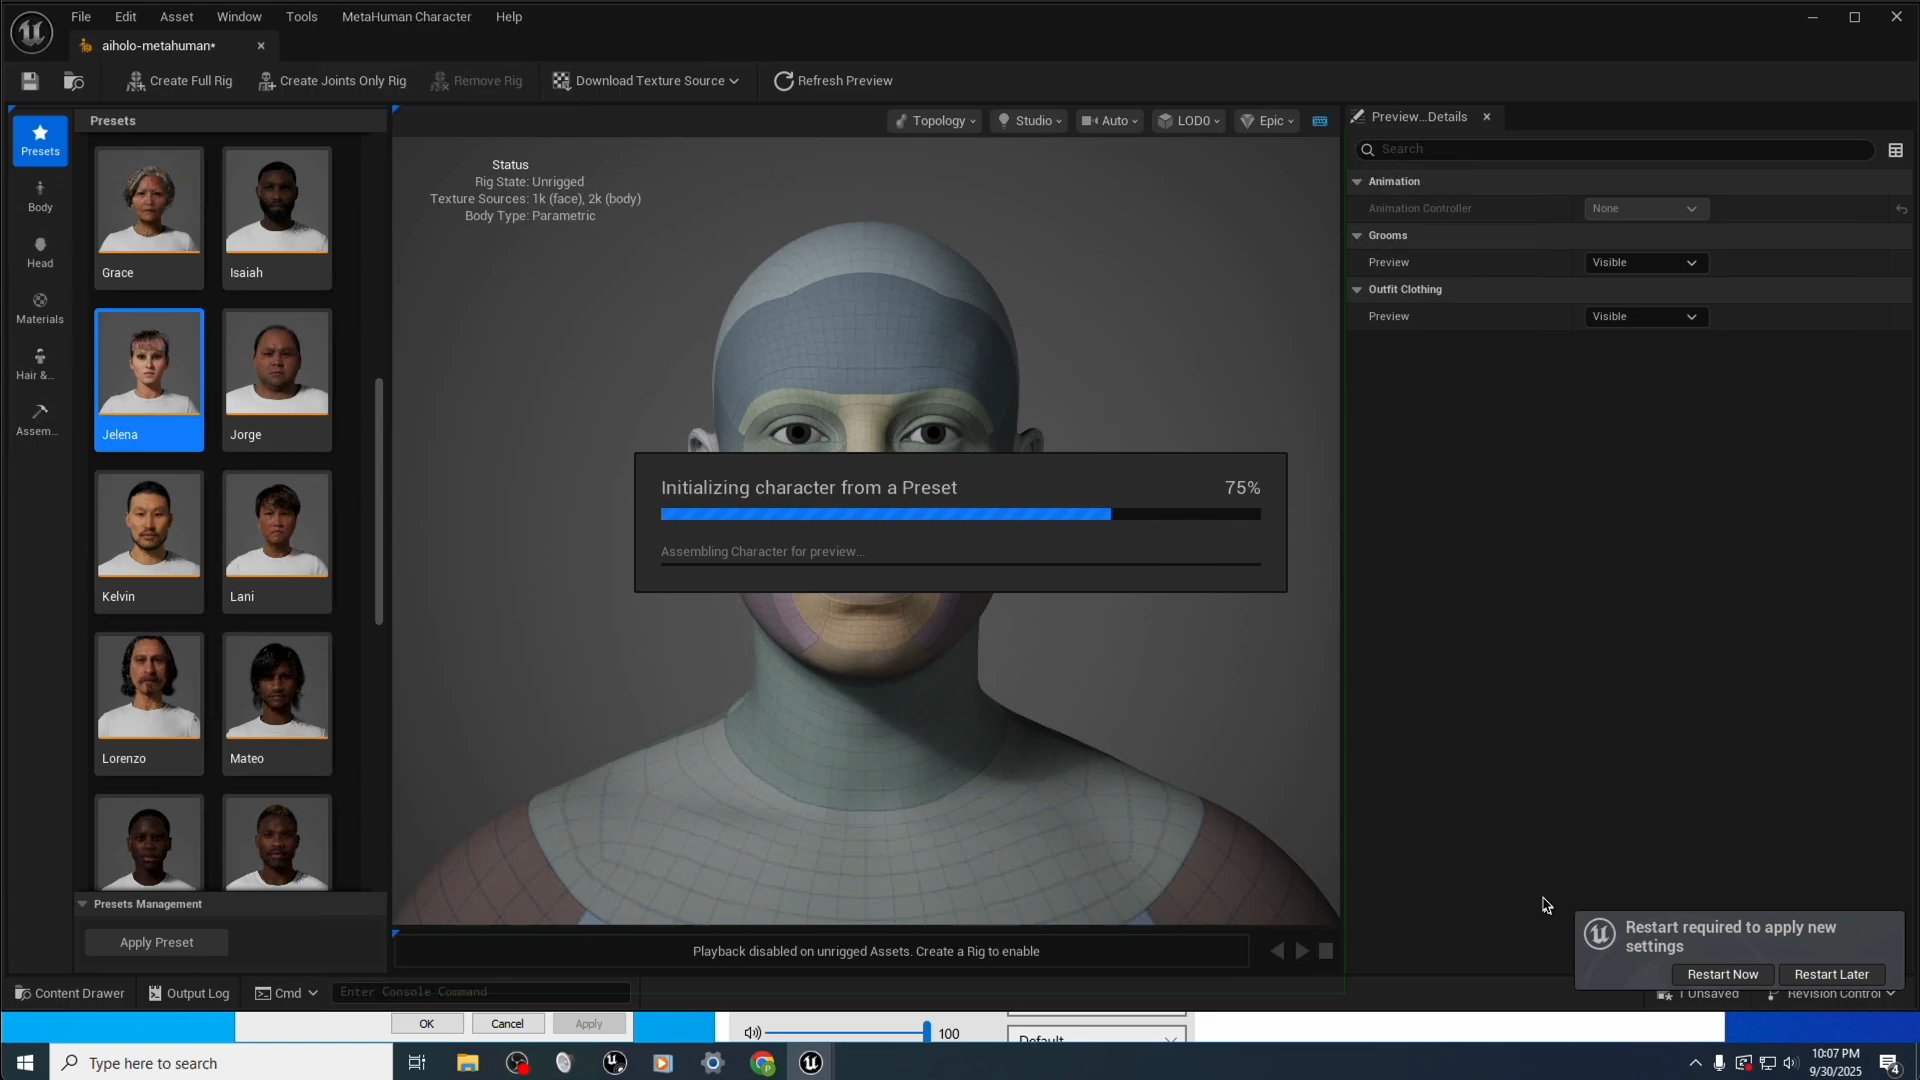 File Edit Asset Window Tools MetaHuman Character Help
aiholo-metahuman*
Create Full Rig Create Joints Only Rig Remove Rig Download Texture Source Refresh Preview
Presets
Presets
Body
Head
Materials
Hair &...
Assem...
Grace Isaiah
Jelena Jorge
Kelvin Lani
Lorenzo Mateo
Presets Management
Apply Preset
Topology Studio Auto LOD0 Epic
Status
Rig State: Unrigged
Texture Sources: 1k (face), 2k (body)
Body Type: Parametric
Initializing character from a Preset 75%
Assembling Character for preview...
Playback disabled on unrigged Assets. Create a Rig to enable
Preview...Details
Search
Animation
Animation Controller None
Grooms
Preview Visible
Outfit Clothing
Preview Visible
Restart required to apply new
settings
Restart Now Restart Later
Content Drawer Output Log Cmd Enter Console Command 1 Unsaved Revision Control
OK Cancel Apply 100 Default
Type here to search
10:07 PM
9/30/2025
4